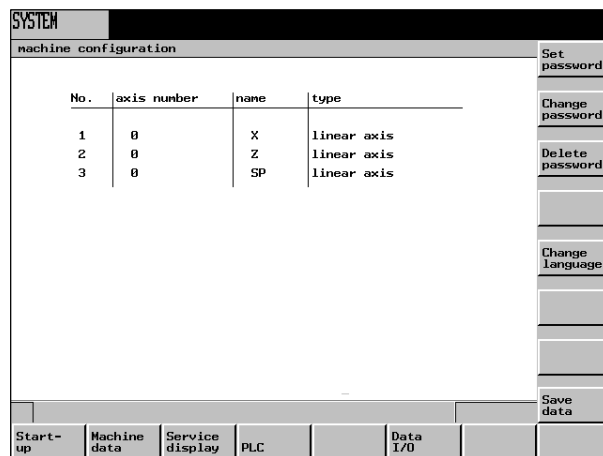 SYSTEM
machine configuration
No. axis number name type
1 0 X linear axis
2 0 Z linear axis
3 0 SP linear axis
Set
password
Change
password
Delete
password
Change
language
Save
data
Start-
up
Machine
data
Service
display
PLC
Data
I/O